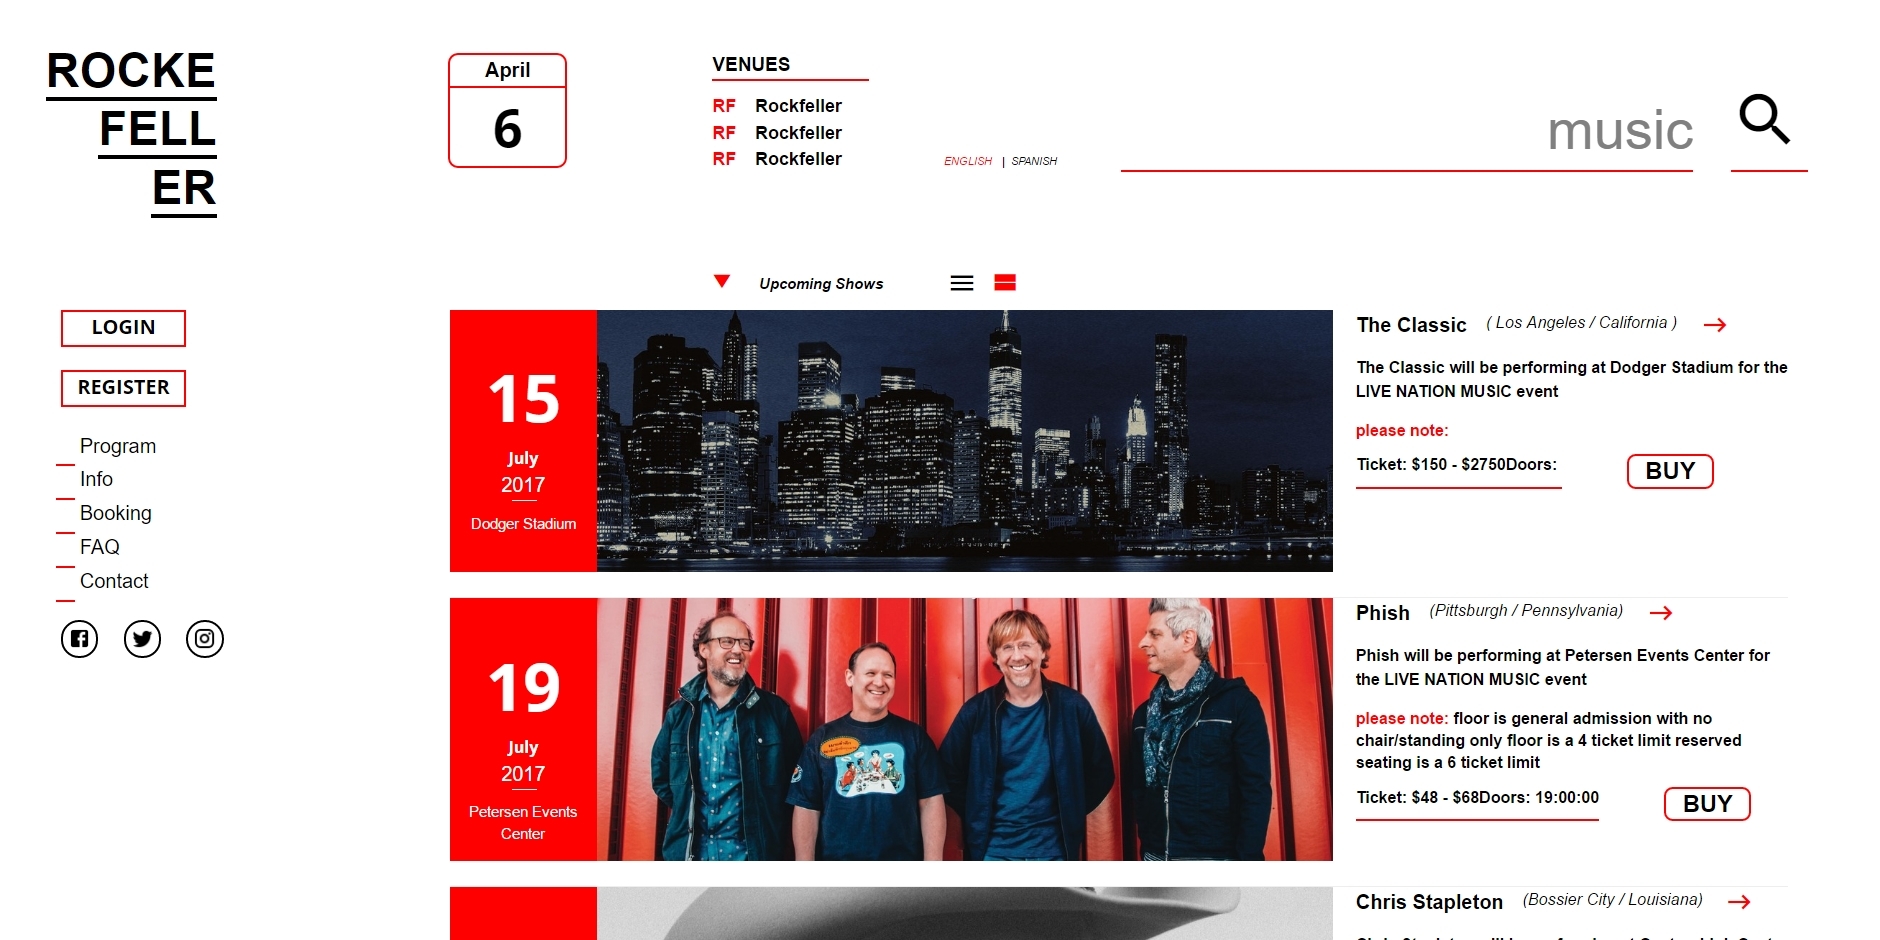 ROCKE
FELL
ER
April
6
VENUES
RF Rockfeller
RF Rockfeller
RF Rockfeller
ENGLISH | SPANISH
music
Upcoming Shows
LOGIN
REGISTER
Program
Info
Booking
FAQ
Contact
15
July
2017
Dodger Stadium
The Classic ( Los Angeles / California )
The Classic will be performing at Dodger Stadium for the
LIVE NATION MUSIC event
please note:
Ticket: $150 - $2750Doors:
BUY
19
July
2017
Petersen Events
Center
Phish (Pittsburgh / Pennsylvania)
Phish will be performing at Petersen Events Center for
the LIVE NATION MUSIC event
please note: floor is general admission with no
chair/standing only floor is a 4 ticket limit reserved
seating is a 6 ticket limit
Ticket: $48 - $68Doors: 19:00:00
BUY
Chris Stapleton (Bossier City / Louisiana)